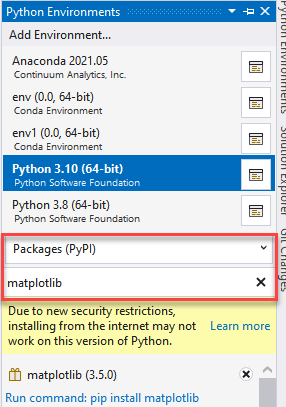 Python Environments
Add Environment...
Anaconda 2021.05
Continuum Analytics, Inc.
env (0.0, 64-bit)
Conda Environment
env1 (0.0, 64-bit)
Conda Environment
Python 3.10 (64-bit)
Python Software Foundation
Python 3.8 (64-bit)
Python Software Foundation
Packages (PyPI)
matplotlib
Due to new security restrictions,
installing from the internet may not
work on this version of Python.
Learn more
matplotlib (3.5.0)
Run command: pip install matplotlib
Python Environments
Solution Explorer
Git Changes